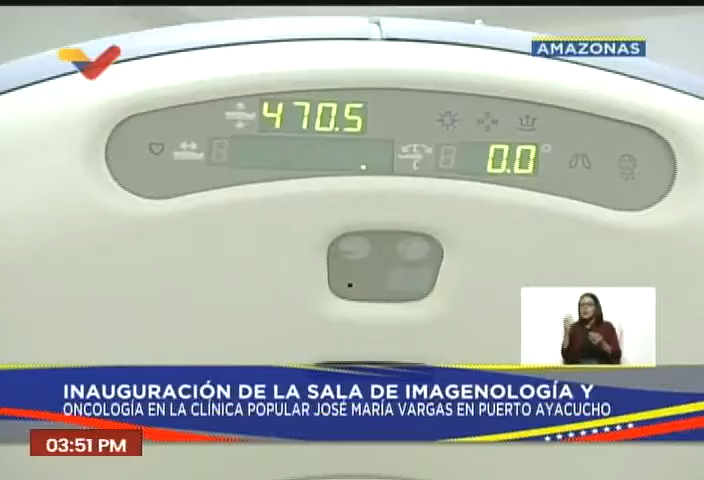 AMAZONAS
470.5
0.0°
INAUGURACIÓN DE LA SALA DE IMAGENOLOGÍA Y
ONCOLOGÍA EN LA CLÍNICA POPULAR JOSÉ MARÍA VARGAS EN PUERTO AYACUCHO
03:51 PM